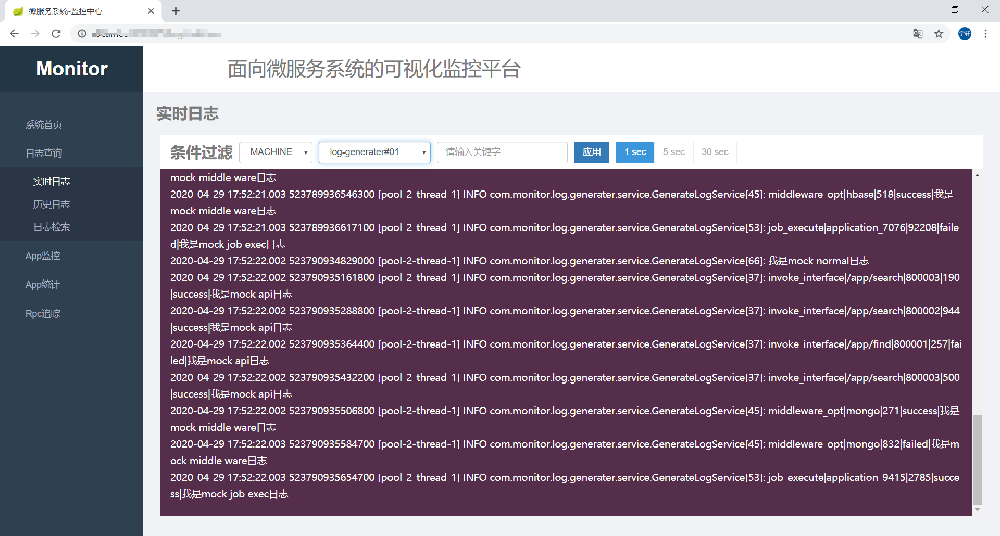 微服务系统-监控中心
宇轩
Monitor
面向微服务系统的可视化监控平台
系统首页
日志查询
实时日志
历史日志
日志检索
App监控
App统计
Rpc追踪
实时日志
条件过滤 MACHINE log-generater#01 请输入关键字 应用 1 sec 5 sec 30 sec
mock middle ware日志
2020-04-29 17:52:21.003 523789936546300 [pool-2-thread-1] INFO com.monitor.log.generater.service.GenerateLogService[45]: middleware_opt|hbase|518|success|我是
mock middle ware日志
2020-04-29 17:52:21.003 523789936617100 [pool-2-thread-1] INFO com.monitor.log.generater.service.GenerateLogService[53]: job_execute|application_7076|92208|faile
d|我是mock job exec日志
2020-04-29 17:52:22.002 523790934829000 [pool-2-thread-1] INFO com.monitor.log.generater.service.GenerateLogService[66]: 我是mock normal日志
2020-04-29 17:52:22.002 523790935161800 [pool-2-thread-1] INFO com.monitor.log.generater.service.GenerateLogService[37]: invoke_interface|/app/search|800003|190
|success|我是mock api日志
2020-04-29 17:52:22.002 523790935288800 [pool-2-thread-1] INFO com.monitor.log.generater.service.GenerateLogService[37]: invoke_interface|/app/search|800002|944
|success|我是mock api日志
2020-04-29 17:52:22.002 523790935364400 [pool-2-thread-1] INFO com.monitor.log.generater.service.GenerateLogService[37]: invoke_interface|/app/find|800001|257|fai
led|我是mock api日志
2020-04-29 17:52:22.002 523790935432200 [pool-2-thread-1] INFO com.monitor.log.generater.service.GenerateLogService[37]: invoke_interface|/app/search|800003|500
|success|我是mock api日志
2020-04-29 17:52:22.002 523790935506800 [pool-2-thread-1] INFO com.monitor.log.generater.service.GenerateLogService[45]: middleware_opt|mongo|271|success|我是
mock middle ware日志
2020-04-29 17:52:22.003 523790935584700 [pool-2-thread-1] INFO com.monitor.log.generater.service.GenerateLogService[45]: middleware_opt|mongo|832|failed|我是m
ock middle ware日志
2020-04-29 17:52:22.003 523790935654700 [pool-2-thread-1] INFO com.monitor.log.generater.service.GenerateLogService[53]: job_execute|application_9415|2785|succe
ss|我是mock job exec日志